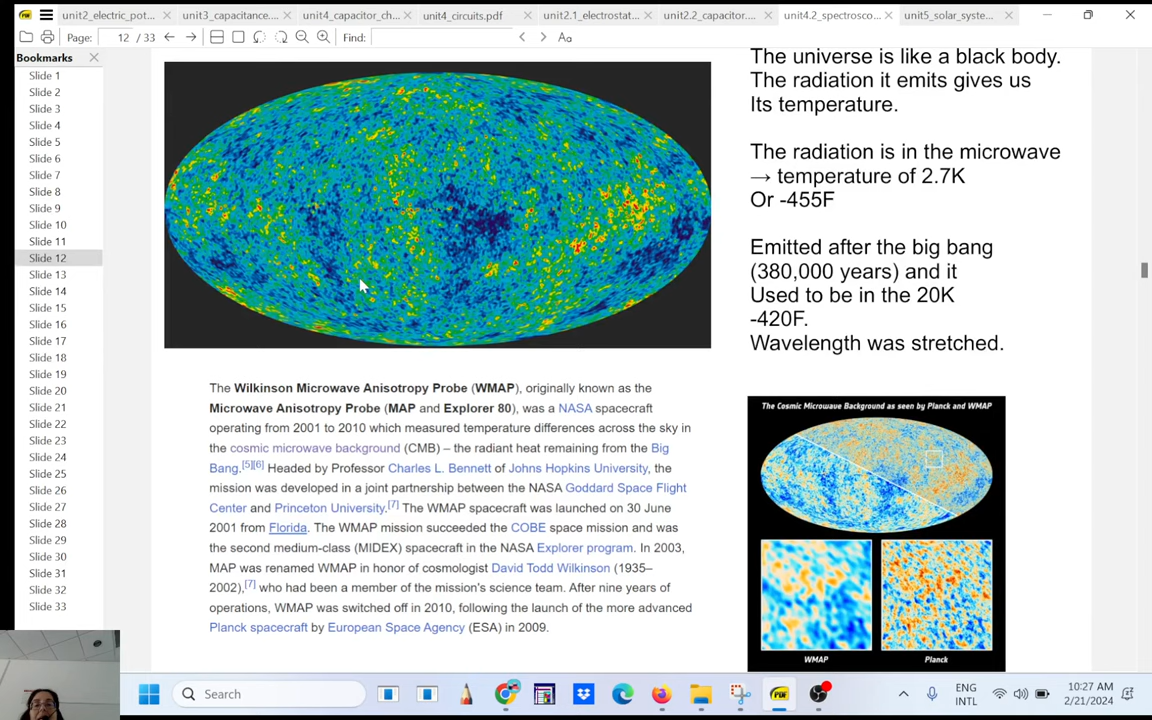 unit2_electric_pot...
unit3_capacitance....
unit4_capacitor_ch...
unit4_circuits.pdf
unit2.1_electrostat...
unit2.2_capacitor....
unit4.2_spectrosco...
unit5_solar_syste...
Page: 12 / 33
Find:
Aa
Bookmarks
Slide 1
Slide 2
Slide 3
Slide 4
Slide 5
Slide 6
Slide 7
Slide 8
Slide 9
Slide 10
Slide 11
Slide 12
Slide 13
Slide 14
Slide 15
Slide 16
Slide 17
Slide 18
Slide 19
Slide 20
Slide 21
Slide 22
Slide 23
Slide 24
Slide 25
Slide 26
Slide 27
Slide 28
Slide 29
Slide 30
Slide 31
Slide 32
Slide 33
The universe is like a black body.
The radiation it emits gives us
Its temperature.
The radiation is in the microwave
→ temperature of 2.7K
Or -455F
Emitted after the big bang
(380,000 years) and it
Used to be in the 20K
-420F.
Wavelength was stretched.
The Wilkinson Microwave Anisotropy Probe (WMAP), originally known as the
Microwave Anisotropy Probe (MAP and Explorer 80), was a NASA spacecraft
operating from 2001 to 2010 which measured temperature differences across the sky in
the cosmic microwave background (CMB) – the radiant heat remaining from the Big
Bang.[5][6] Headed by Professor Charles L. Bennett of Johns Hopkins University, the
mission was developed in a joint partnership between the NASA Goddard Space Flight
Center and Princeton University.[7] The WMAP spacecraft was launched on 30 June
2001 from Florida. The WMAP mission succeeded the COBE space mission and was
the second medium-class (MIDEX) spacecraft in the NASA Explorer program. In 2003,
MAP was renamed WMAP in honor of cosmologist David Todd Wilkinson (1935–
2002),[7] who had been a member of the mission's science team. After nine years of
operations, WMAP was switched off in 2010, following the launch of the more advanced
Planck spacecraft by European Space Agency (ESA) in 2009.
The Cosmic Microwave Background as seen by Planck and WMAP
WMAP
Planck
Search
PDF
ENG
INTL
10:27 AM
2/21/2024